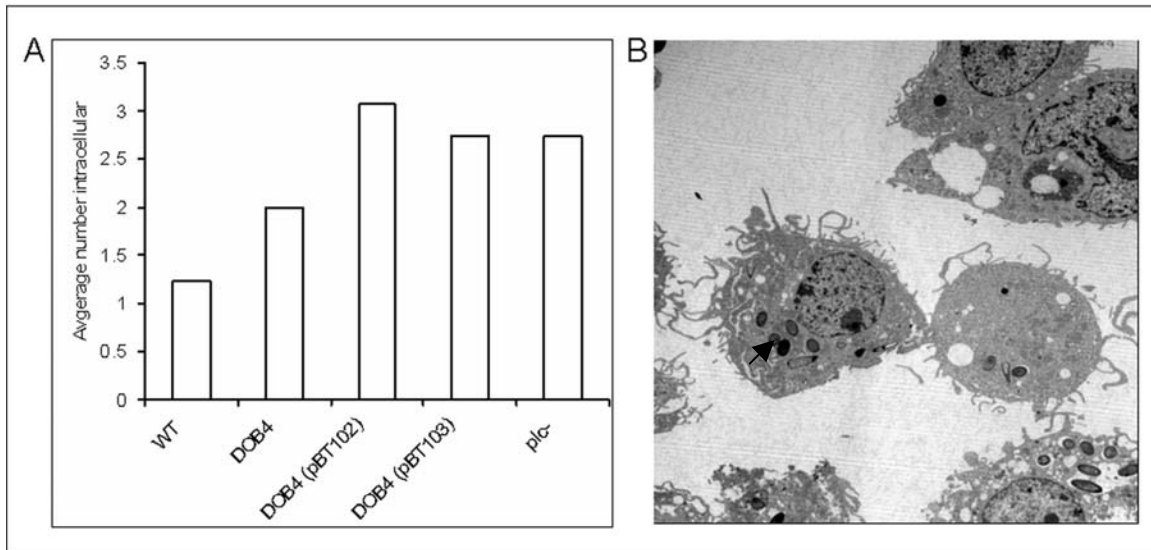 A
3.5
3
2.5
2
1.5
1
0.5
0
Avgerage number intracellular
WT
DOB4
DOB4 (pBT102)
DOB4 (pBT103)
plc-
B